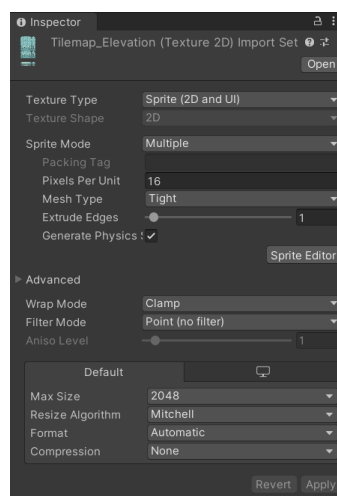 Inspector
Tilemap_Elevation (Texture 2D) Import Set
Open
Texture Type Sprite (2D and UI)
Texture Shape 2D
Sprite Mode Multiple
Packing Tag
Pixels Per Unit 16
Mesh Type Tight
Extrude Edges 1
Generate Physics
Sprite Editor
Advanced
Wrap Mode Clamp
Filter Mode Point (no filter)
Aniso Level 1
Default
Max Size 2048
Resize Algorithm Mitchell
Format Automatic
Compression None
Revert Apply